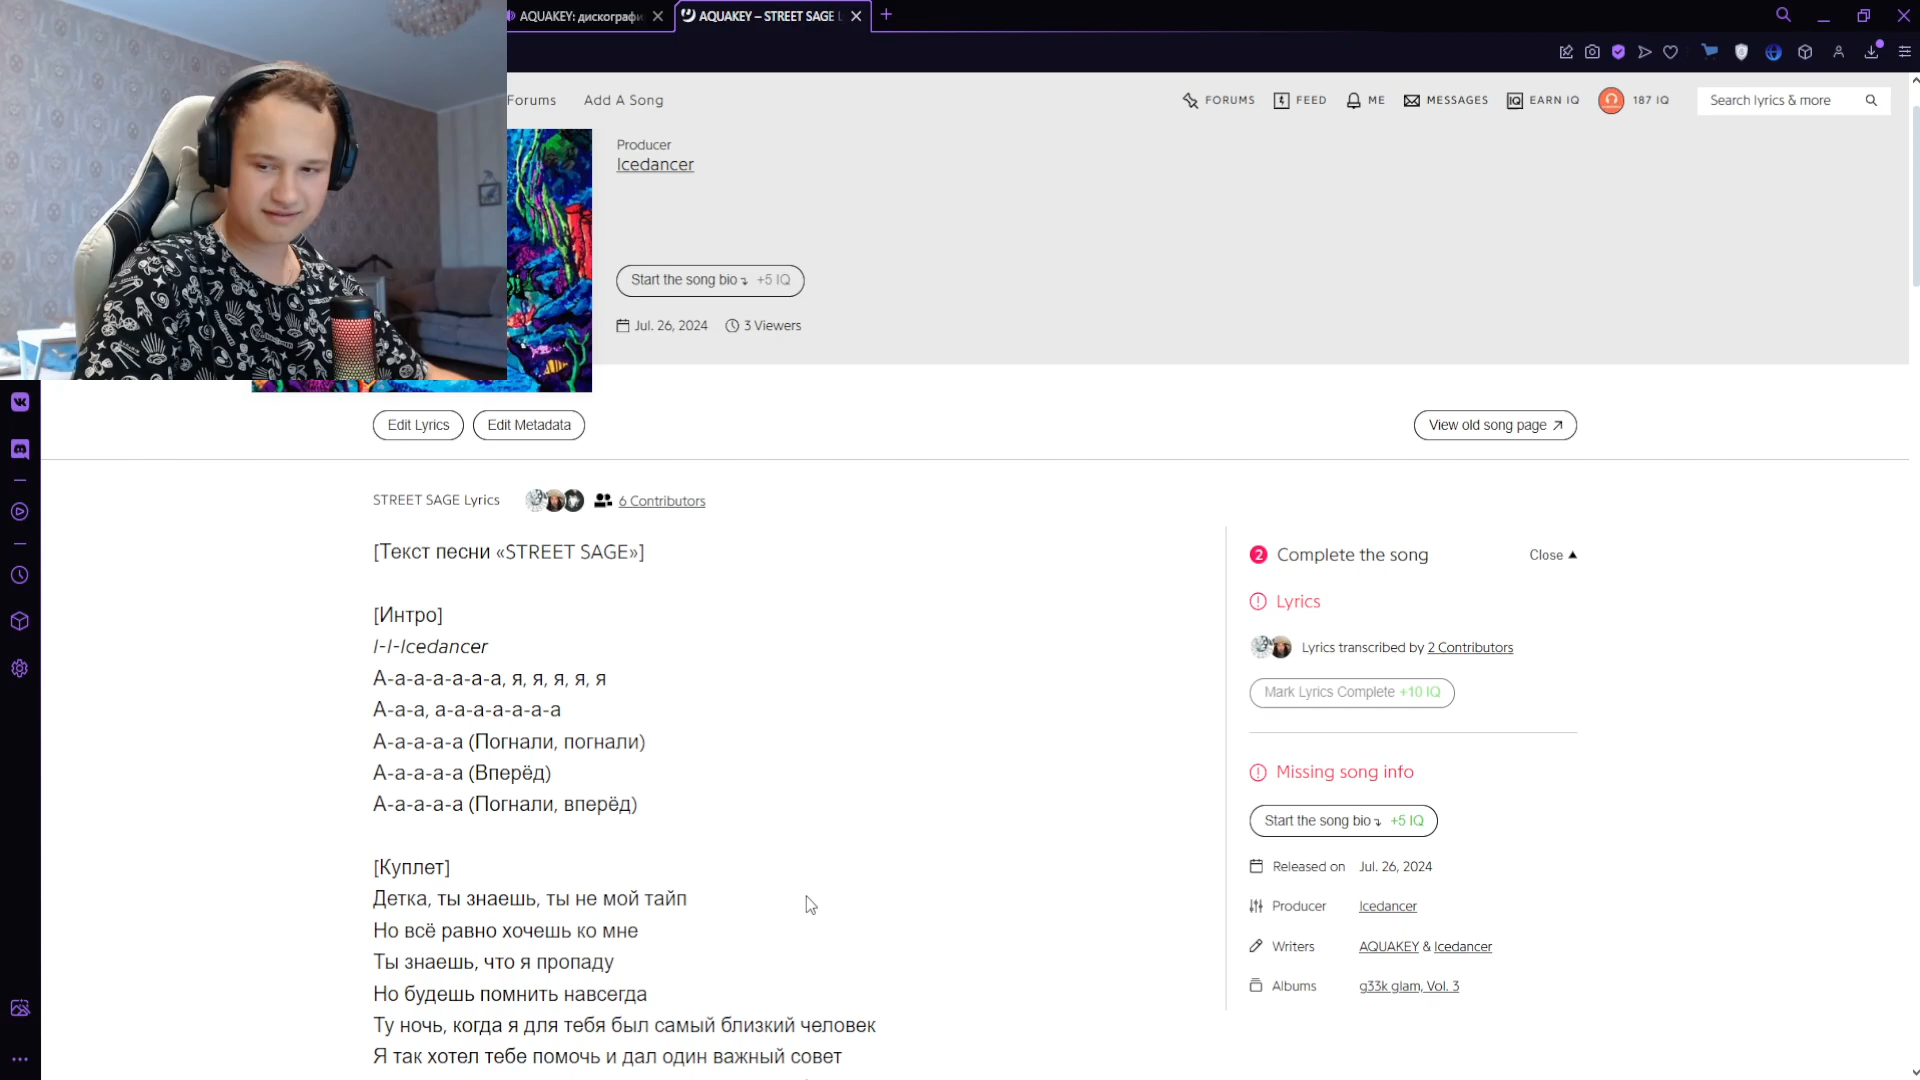 AQUAKEY: дискографи
AQUAKEY – STREET SAGE L
Forums
Add A Song
FORUMS
FEED
ME
MESSAGES
IQ
EARN IQ
187 IQ
Search lyrics & more
Producer
Icedancer
Start the song bio +5 IQ
Jul. 26, 2024
3 Viewers
Edit Lyrics
Edit Metadata
View old song page
STREET SAGE Lyrics
6 Contributors
[Текст песни «STREET SAGE»]
[Интро]
I-I-Icedancer
А-а-а-а-а-а-а, я, я, я, я, я
А-а-а, а-а-а-а-а-а-а
А-а-а-а-а (Погнали, погнали)
А-а-а-а-а (Вперёд)
А-а-а-а-а (Погнали, вперёд)
[Куплет]
Детка, ты знаешь, ты не мой тайп
Но всё равно хочешь ко мне
Ты знаешь, что я пропаду
Но будешь помнить навсегда
Ту ночь, когда я для тебя был самый близкий человек
Я так хотел тебе помочь и дал один важный совет
2 Complete the song
Close
Lyrics
Lyrics transcribed by 2 Contributors
Mark Lyrics Complete +10 IQ
Missing song info
Start the song bio +5 IQ
Released on Jul. 26, 2024
Producer Icedancer
Writers AQUAKEY & Icedancer
Albums g33k glam, Vol. 3